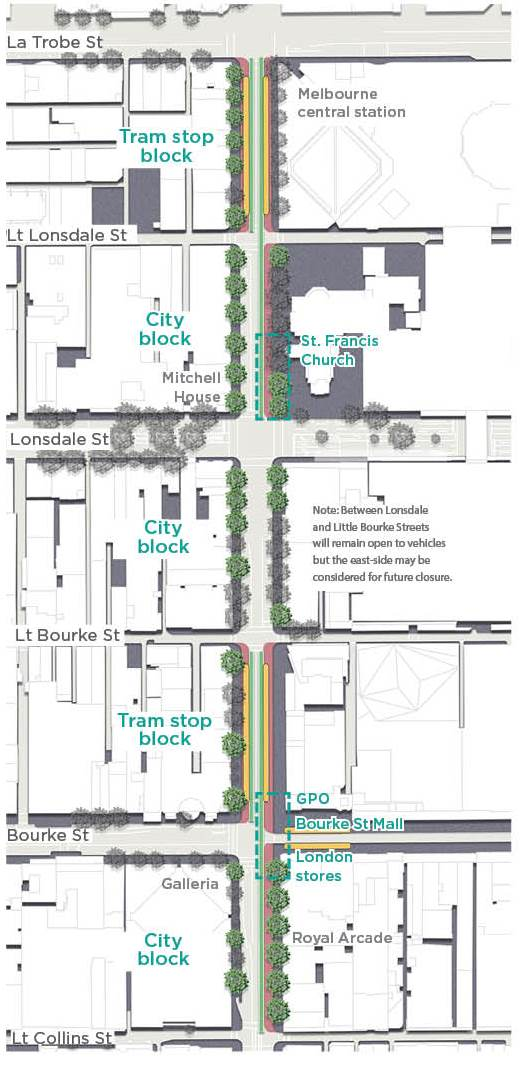 La Trobe St
Melbourne
central station
Tram stop
block
Lt Lonsdale St
City
block
St. Francis
Church
Mitchell
House
Lonsdale St
Note: Between Lonsdale
and Little Bourke Streets
will remain open to vehicles
but the east-side may be
considered for future closure.
City
block
Lt Bourke St
Tram stop
block
GPO
Bourke St Mall
Bourke St
London
stores
Galleria
Royal Arcade
City
block
Lt Collins St